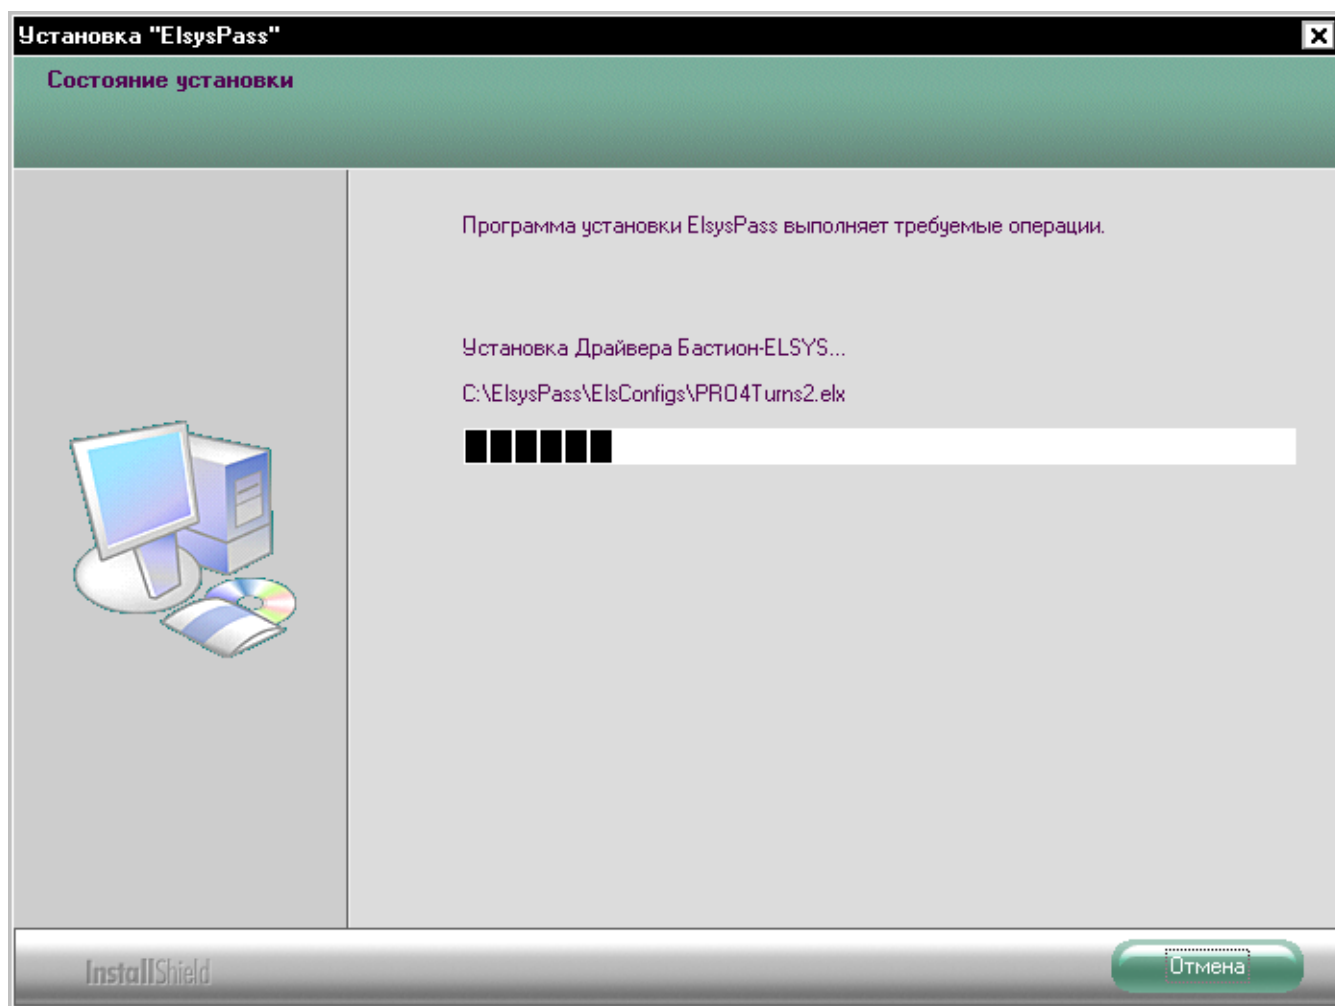 Установка "ElsysPass"
Состояние установки
Программа установки ElsysPass выполняет требуемые операции.
Установка Драйвера Бастион-ELSYS...
C:\ElsysPass\ElsConfigs\PRO4Turns2.elx
InstallShield
Отмена